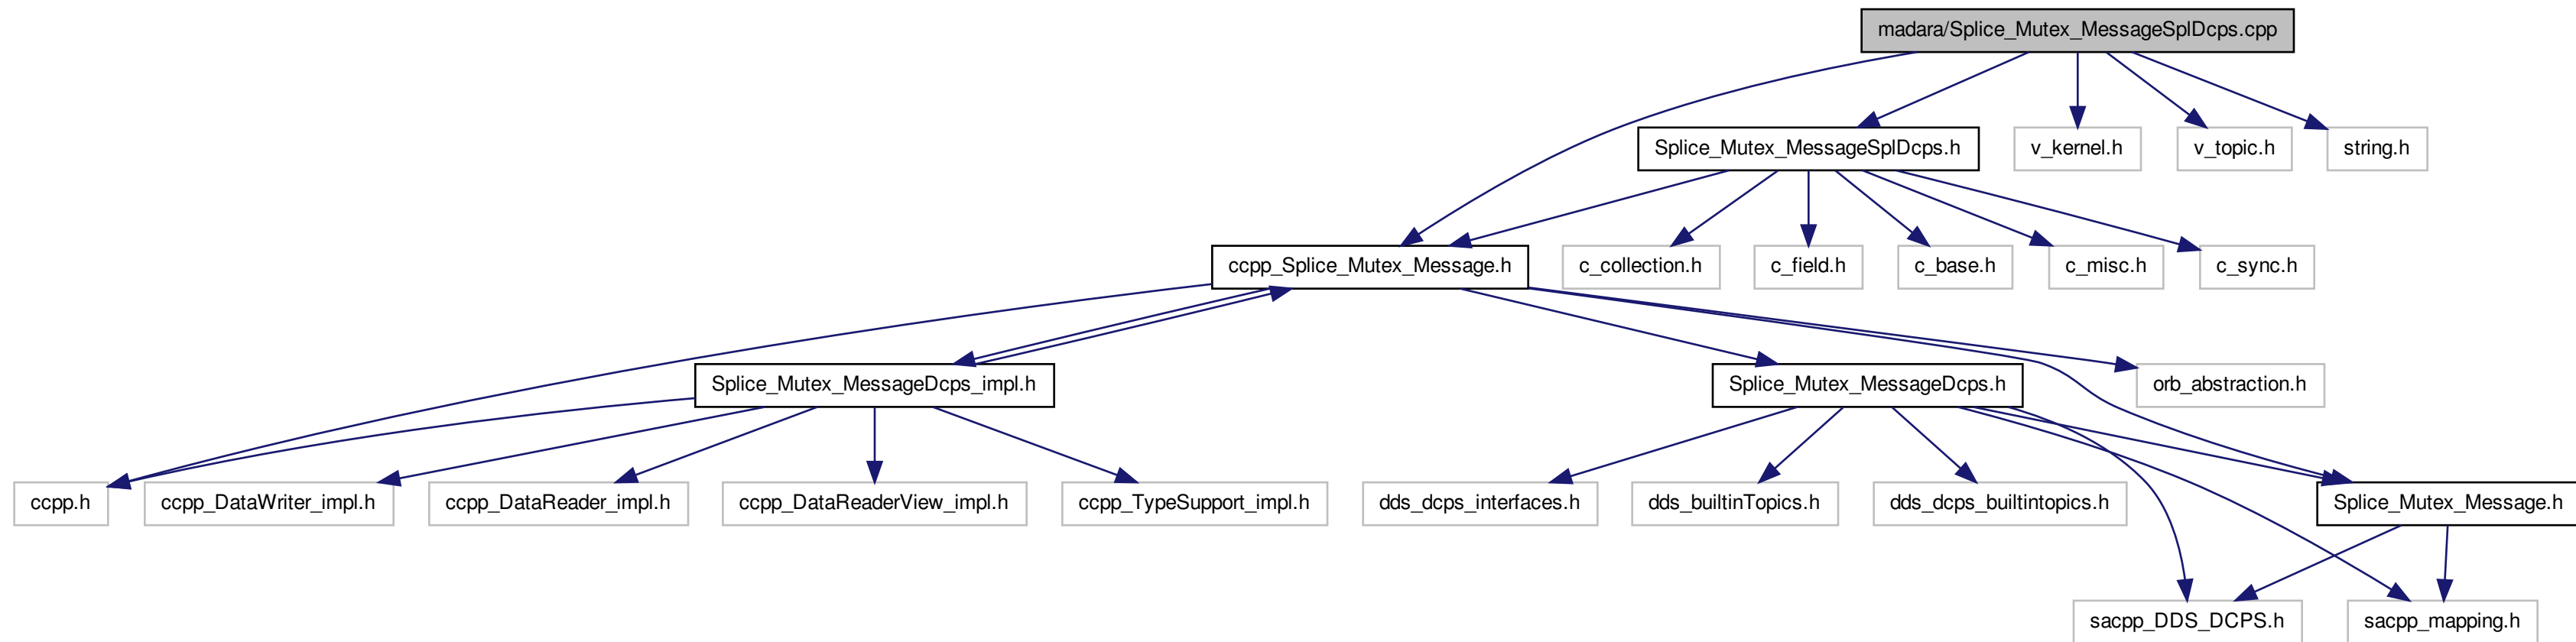 madara/Splice_Mutex_MessageSplDcps.cpp
Splice_Mutex_MessageSplDcps.h
v_kernel.h
v_topic.h
string.h
ccpp_Splice_Mutex_Message.h
c_collection.h
c_field.h
c_base.h
c_misc.h
c_sync.h
Splice_Mutex_MessageDcps_impl.h
Splice_Mutex_MessageDcps.h
orb_abstraction.h
ccpp.h
ccpp_DataWriter_impl.h
ccpp_DataReader_impl.h
ccpp_DataReaderView_impl.h
ccpp_TypeSupport_impl.h
dds_dcps_interfaces.h
dds_builtinTopics.h
dds_dcps_builtintopics.h
Splice_Mutex_Message.h
sacpp_DDS_DCPS.h
sacpp_mapping.h